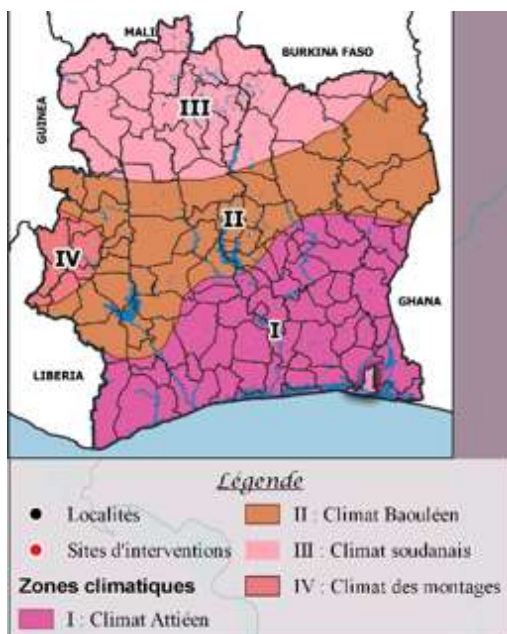 MALI
BURKINA FASO
GUINEA
III
II
IV
I
GHANA
LIBERIA
Légende
Localités
Sites d'interventions
Zones climatiques
I : Climat Attiéen
II : Climat Baouléen
III : Climat soudanais
IV : Climat des montages